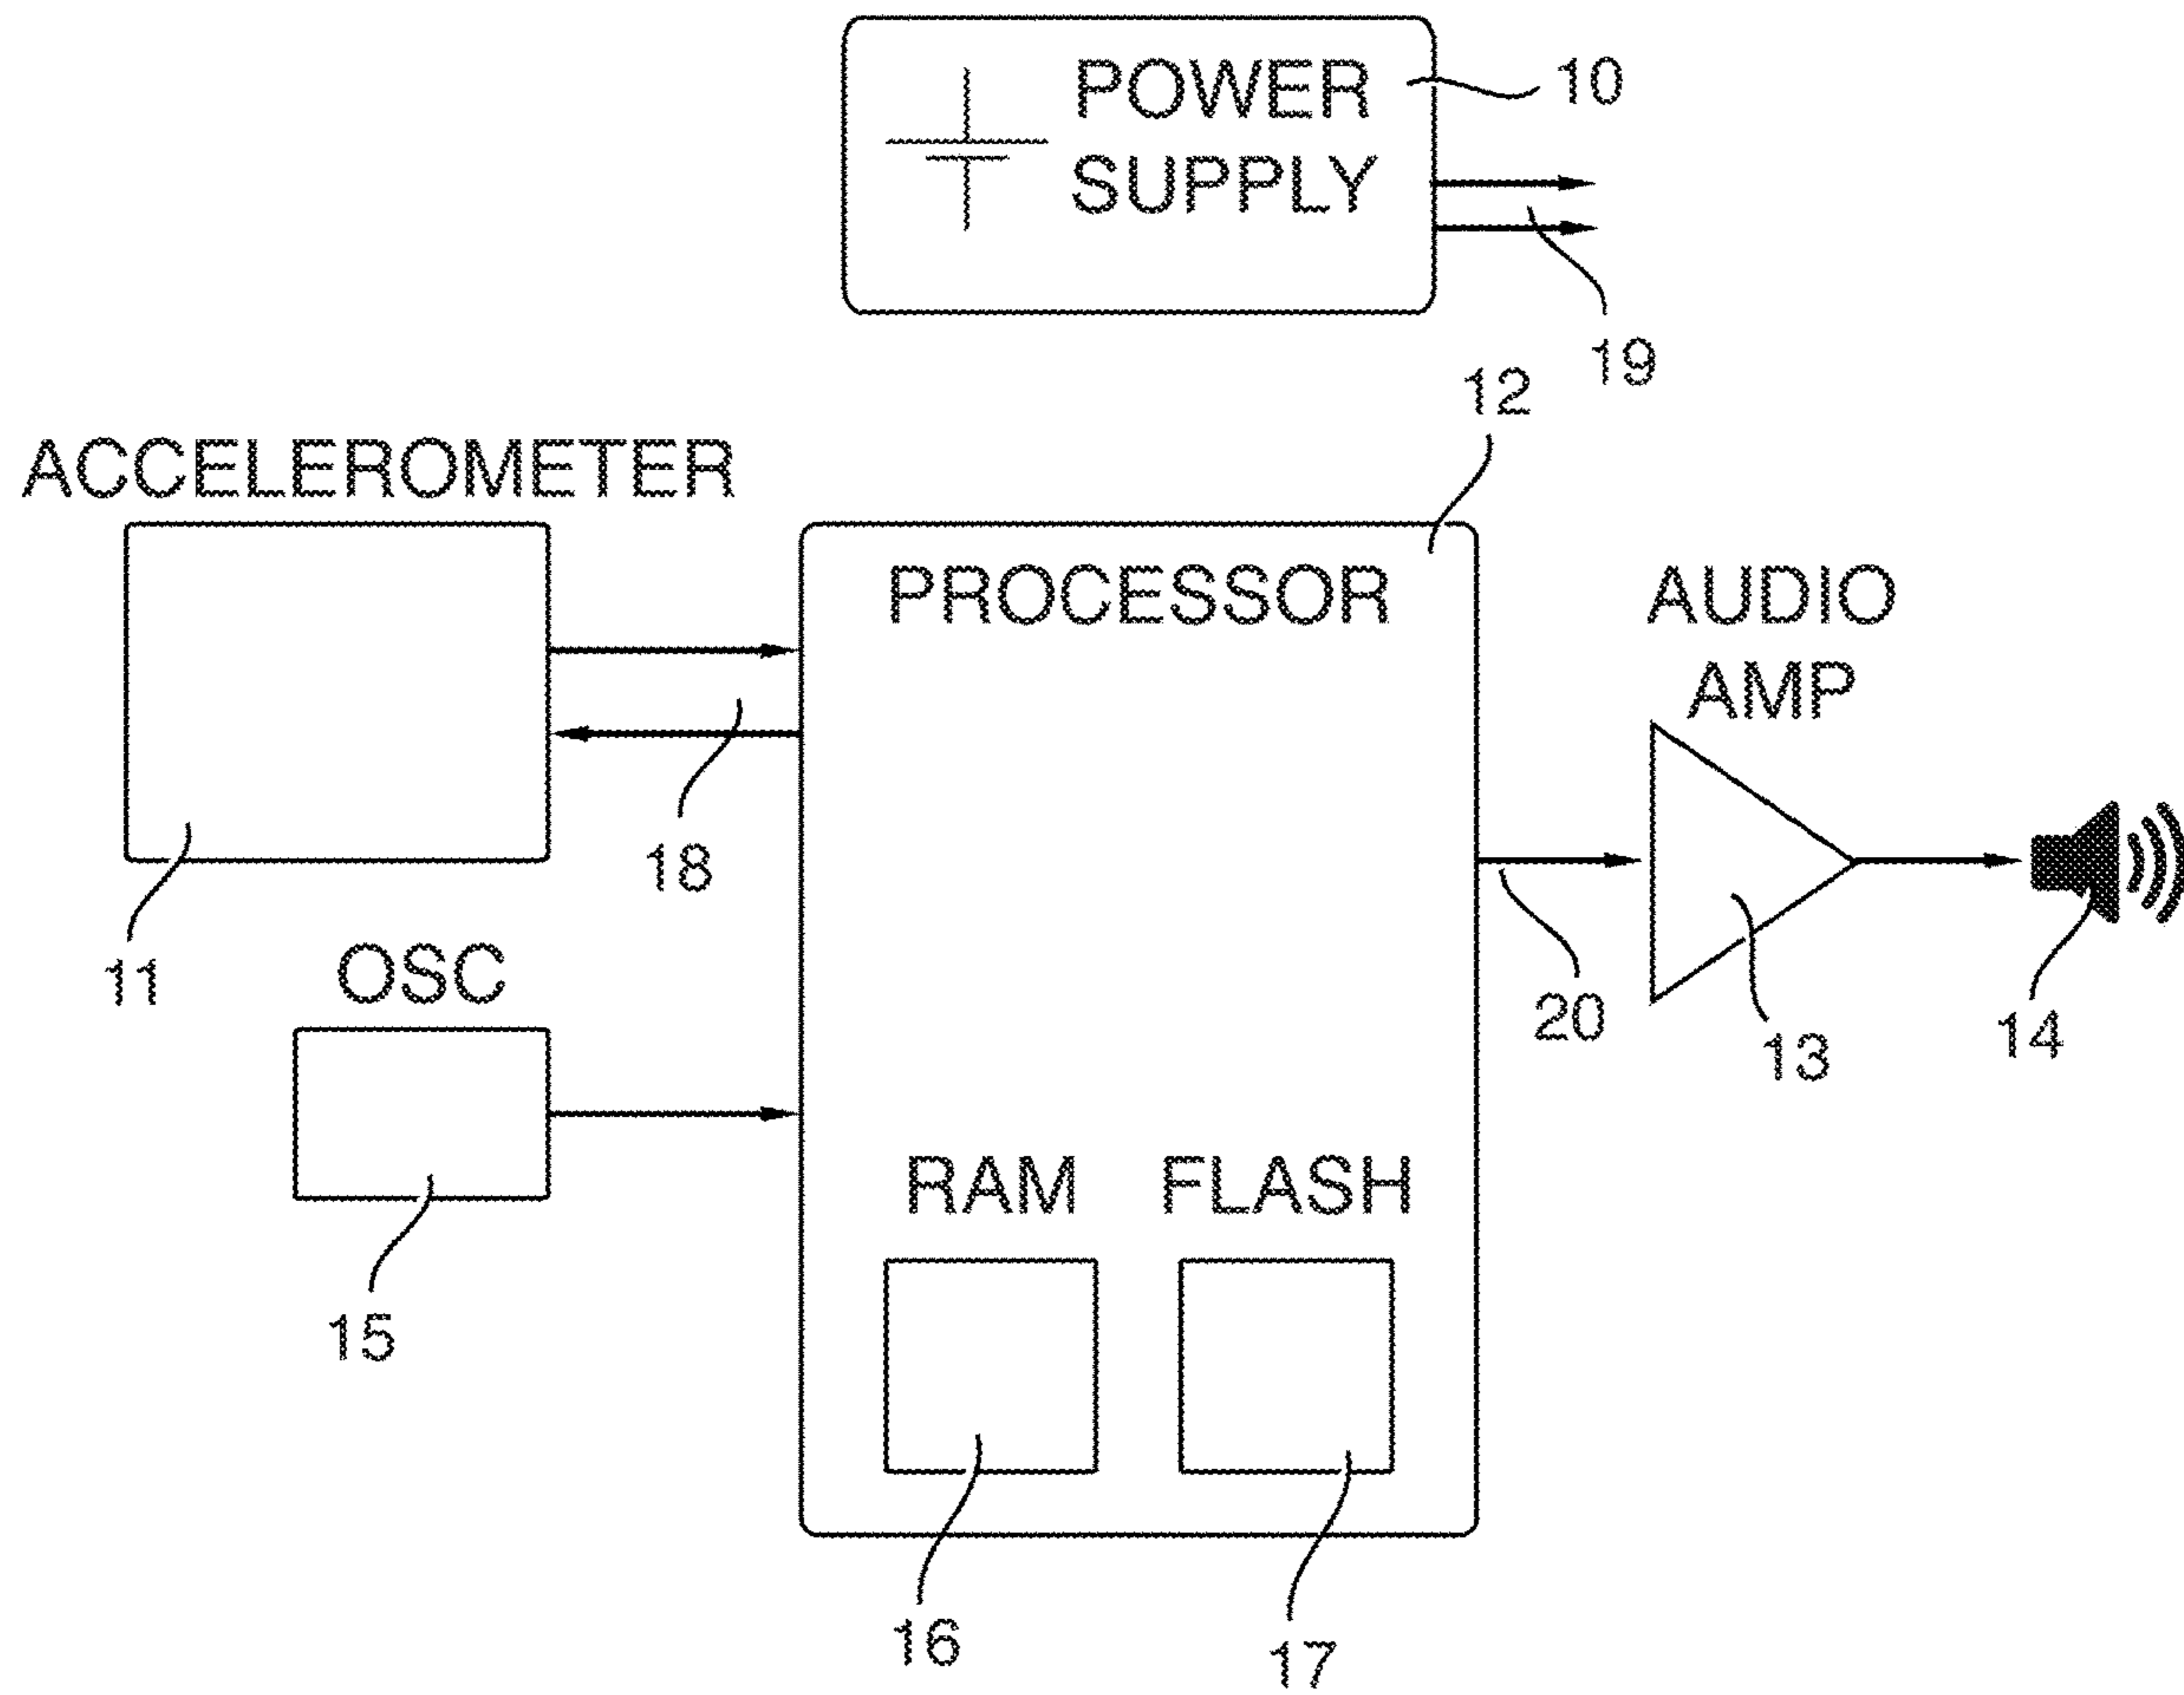 POWER
SUPPLY
10
19
12
ACCELEROMETER
PROCESSOR
AUDIO
AMP
18
11
OSC
20
13
14
RAM
FLASH
15
16
17